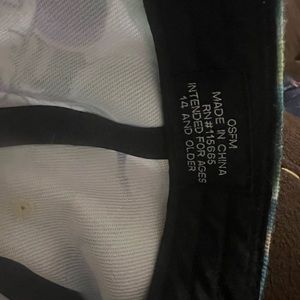 OSFM
MADE IN CHINA
RN#115665
INTENDED FOR AGES
14 AND OLDER